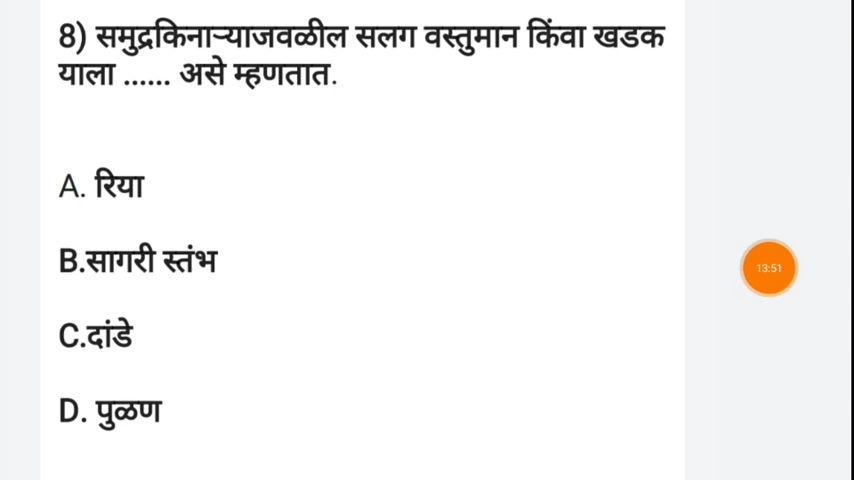 8) समुद्रकिनाऱ्याजवळील सलग वस्तुमान किंवा खडक
याला ...... असे म्हणतात.
A. रिया
B.सागरी स्तंभ
13:51
C.दांडे
D. पुळण